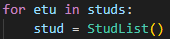 for etu in studs:
    stud = StudList()